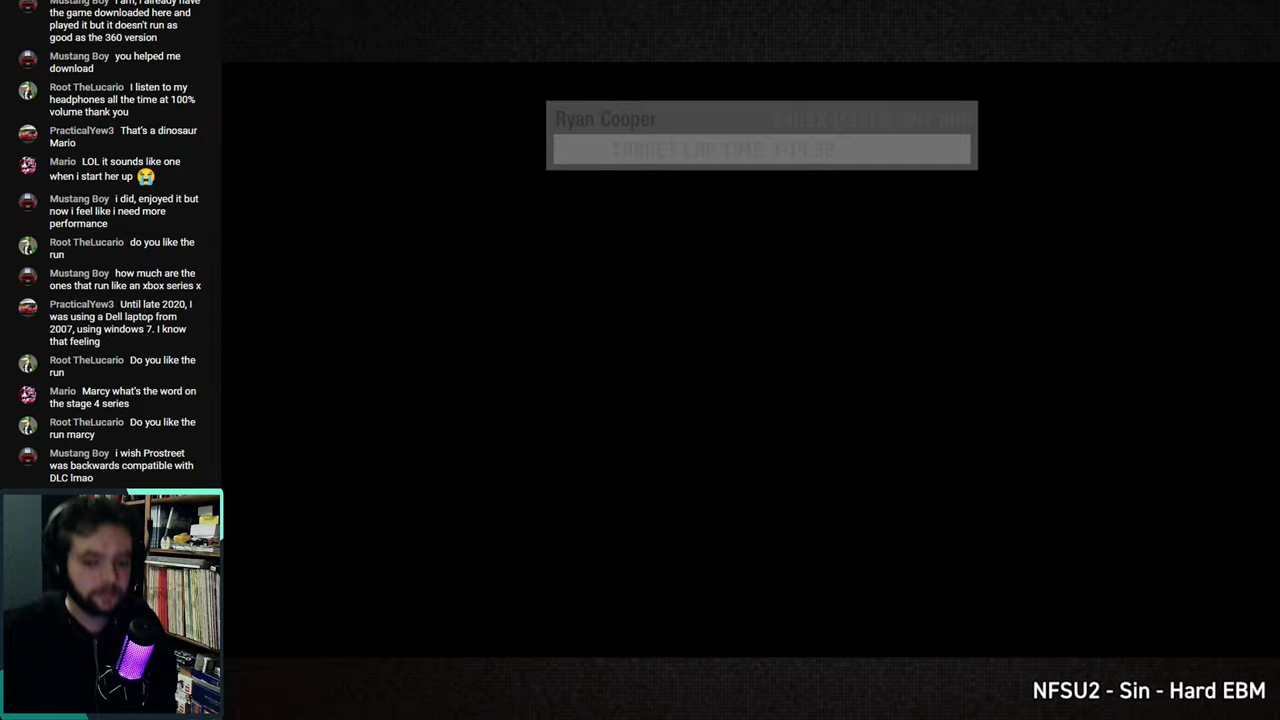 Mustang Boy I am, I already have
the game downloaded here and
played it but it doesn't run as
good as the 360 version
Mustang Boy you helped me
download
Root TheLucario I listen to my
headphones all the time at 100%
volume thank you
PracticalYew3 That's a dinosaur
Mario
Mario LOL it sounds like one
when i start her up 😭
Mustang Boy i did, enjoyed it but
now i feel like i need more
performance
Root TheLucario do you like the
run
Mustang Boy how much are the
ones that run like an xbox series x
PracticalYew3 Until late 2020, I
was using a Dell laptop from
2007, using windows 7. I know
that feeling
Root TheLucario Do you like the
run
Mario Marcy what's the word on
the stage 4 series
Root TheLucario Do you like the
run marcy
Mustang Boy i wish Prostreet
was backwards compatible with
DLC lmao
Ryan Cooper
TARGET LAP TIME
NFSU2 - Sin - Hard EBM